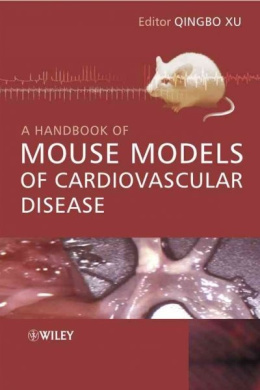 Editor QINGBO XU
A HANDBOOK OF
MOUSE MODELS
OF CARDIOVASCULAR
DISEASE
WILEY